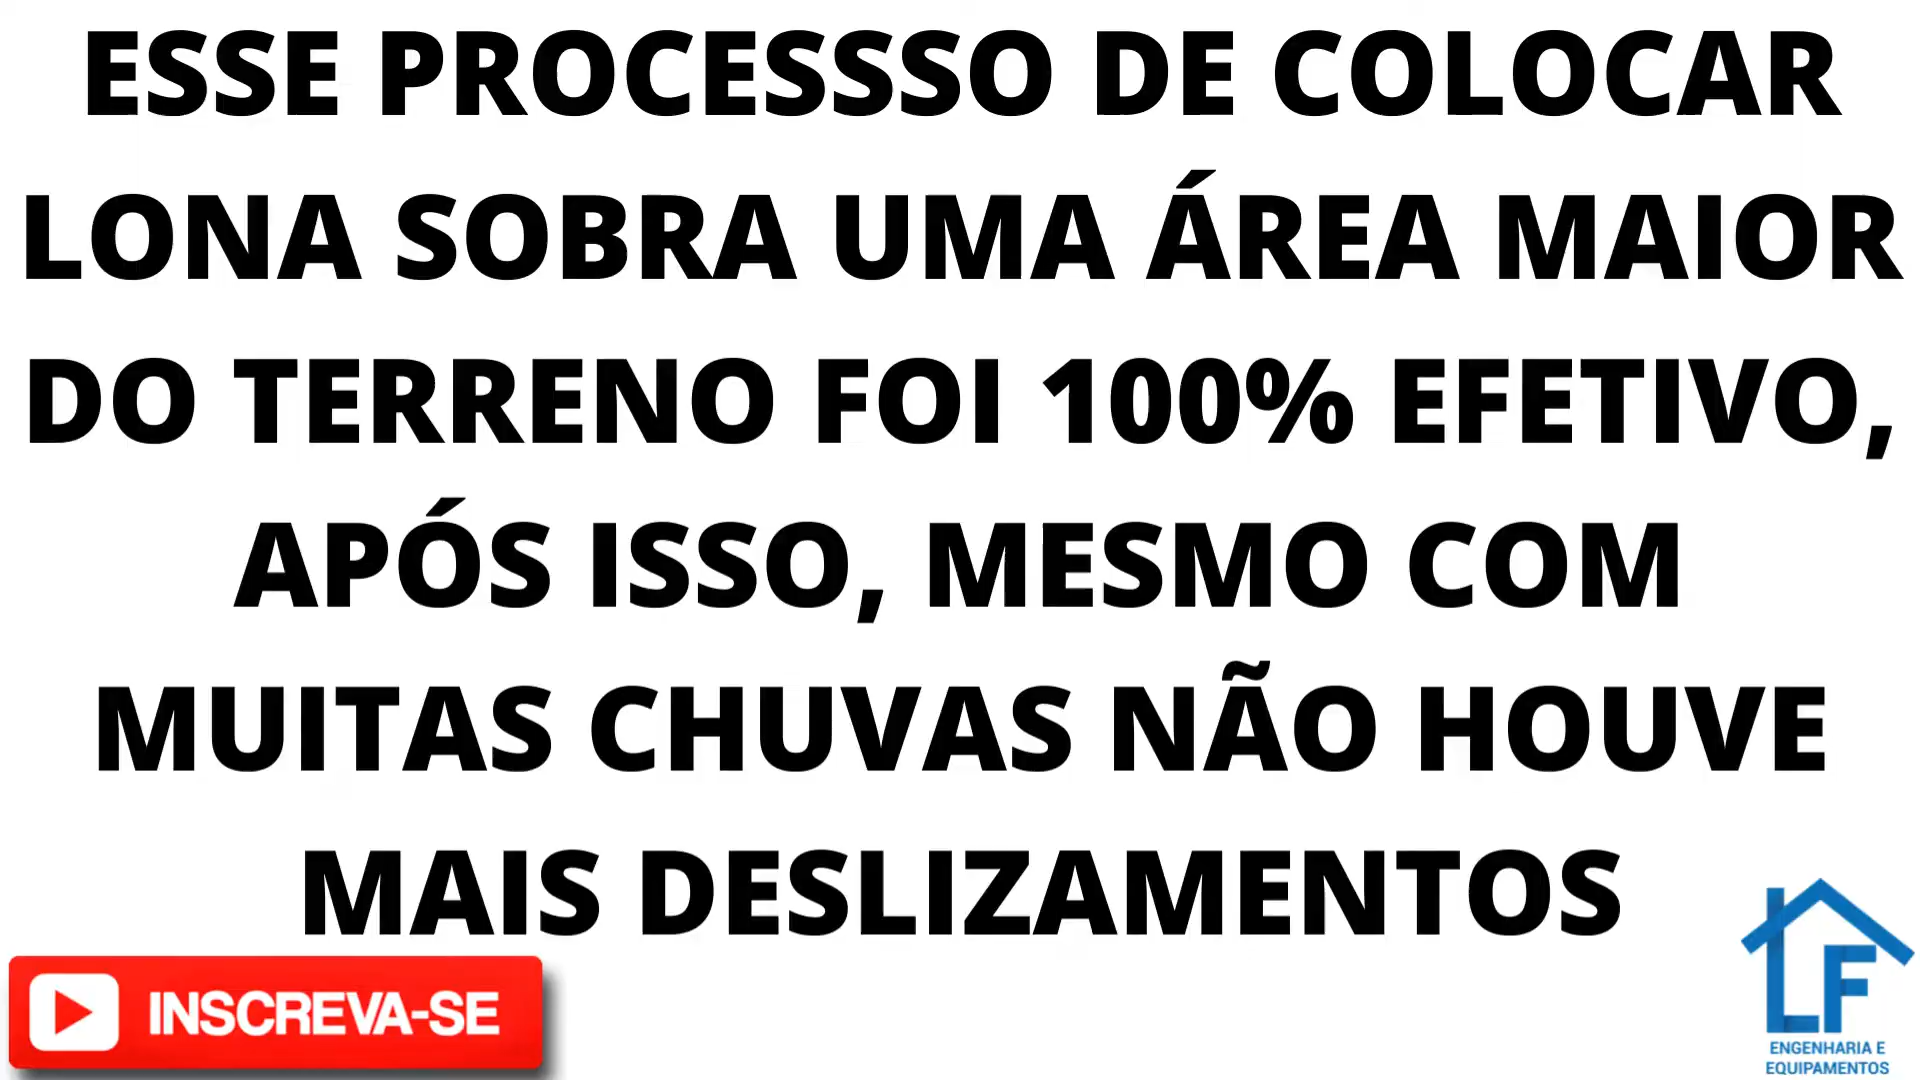 ESSE PROCESSSO DE COLOCAR
LONA SOBRA UMA ÁREA MAIOR
DO TERRENO FOI 100% EFETIVO,
APÓS ISSO, MESMO COM
MUITAS CHUVAS NÃO HOUVE
MAIS DESLIZAMENTOS
INSCREVA-SE
LF
ENGENHARIA E
EQUIPAMENTOS